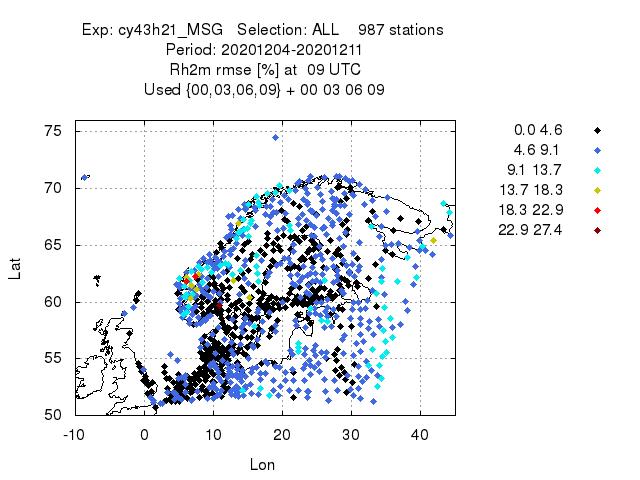 Exp: cy43h21_MSG Selection: ALL 987 stations
Period: 20201204-20201211
Rh2m rmse [%] at 09 UTC
Used {00,03,06,09} + 00 03 06 09
0.0 4.6
4.6 9.1
9.1 13.7
13.7 18.3
18.3 22.9
22.9 27.4
75
70
65
60
55
50
Lat
-10 0 10 20 30 40
Lon